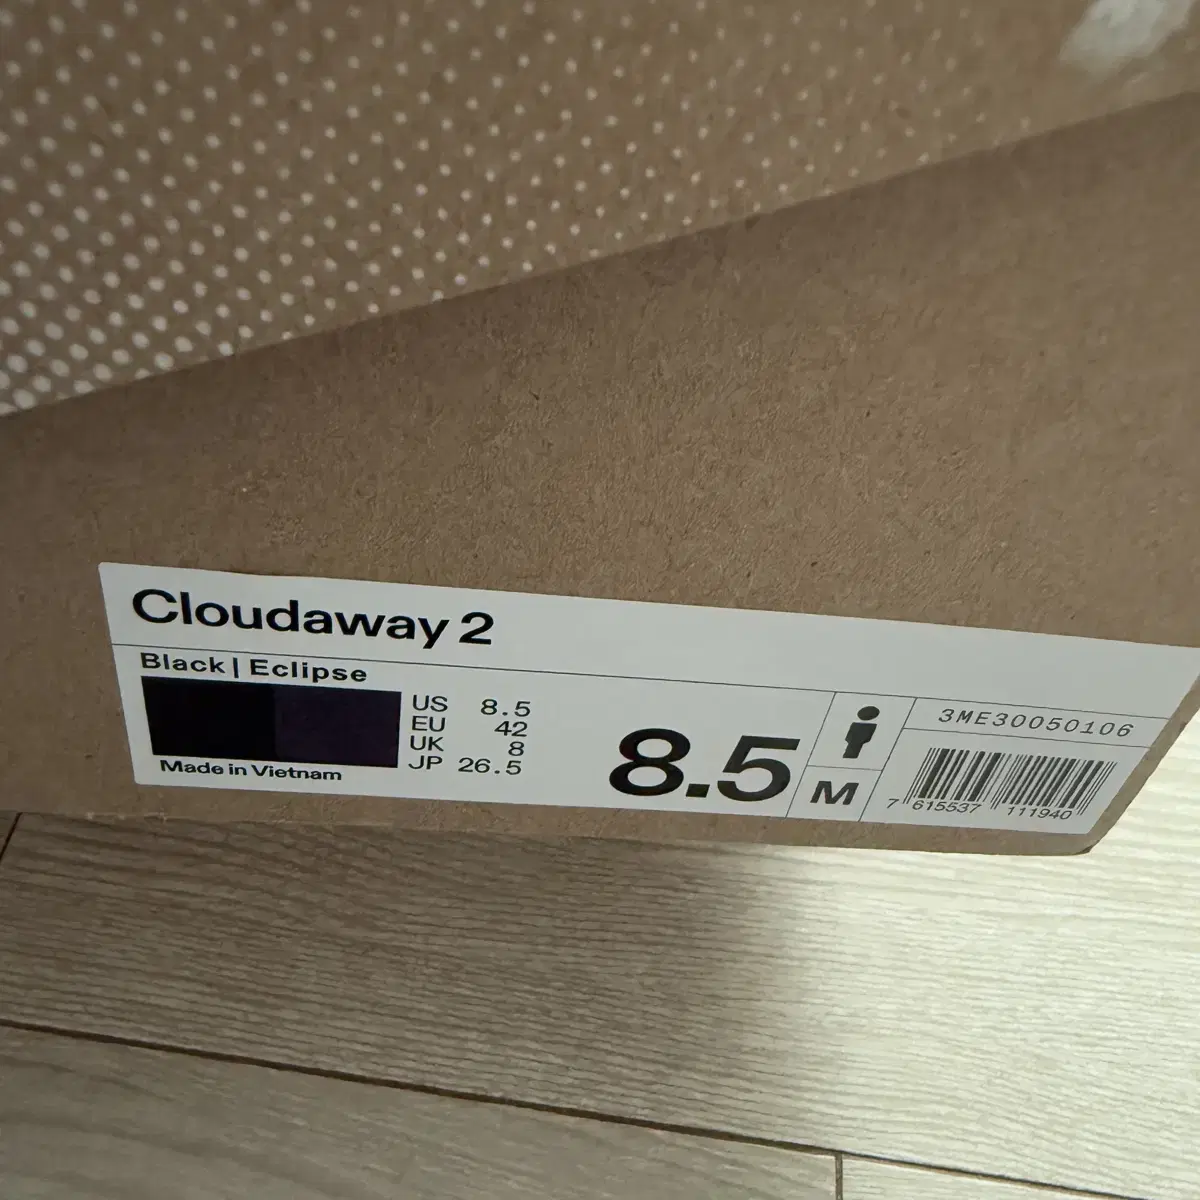 Cloudaway 2
Black | Eclipse
US 8.5
EU 42
UK 8
JP 26.5
Made in Vietnam
8.5
M
3ME30050106
7 615537 111940